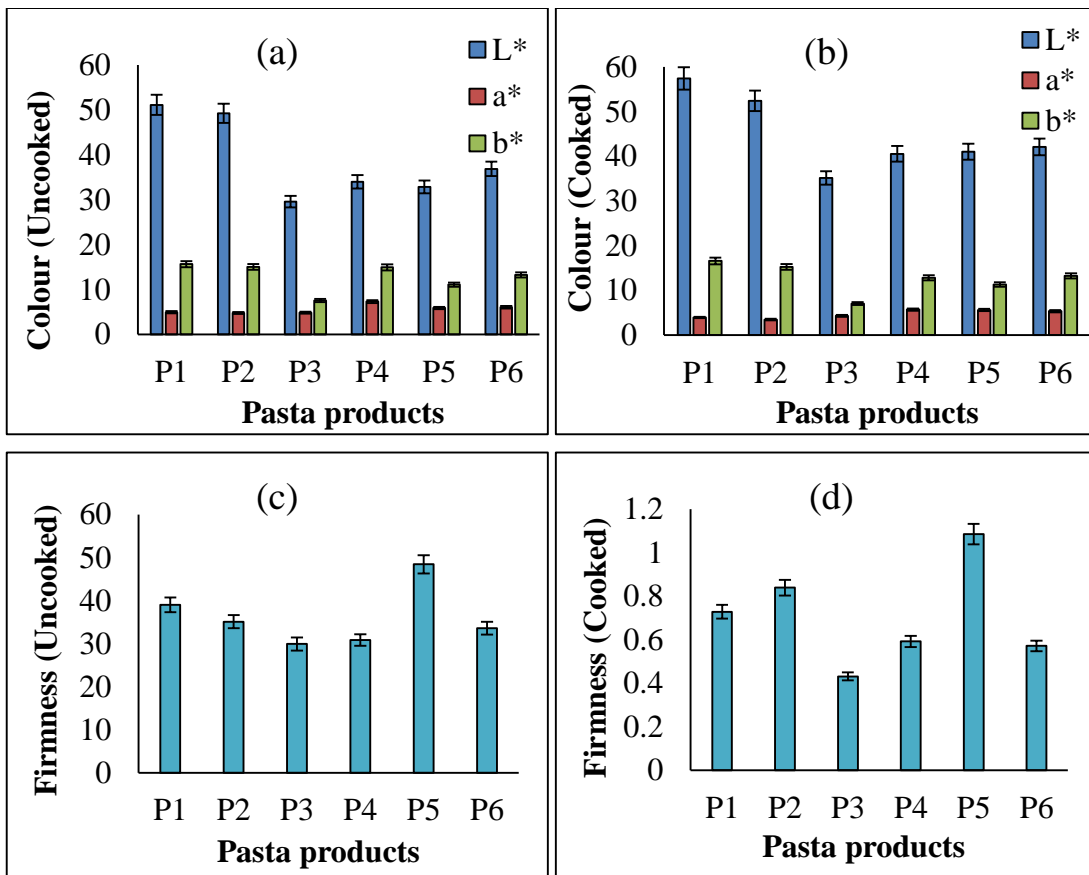 (a)
L*
a*
b*
Colour (Uncooked)
60
50
40
30
20
10
0
P1 P2 P3 P4 P5 P6
Pasta products
(b)
L*
a*
b*
Colour (Cooked)
60
50
40
30
20
10
0
P1 P2 P3 P4 P5 P6
Pasta products
(c)
Firmness (Uncooked)
60
50
40
30
20
10
0
P1 P2 P3 P4 P5 P6
Pasta products
(d)
Firmness (Cooked)
1.2
1
0.8
0.6
0.4
0.2
0
P1 P2 P3 P4 P5 P6
Pasta products